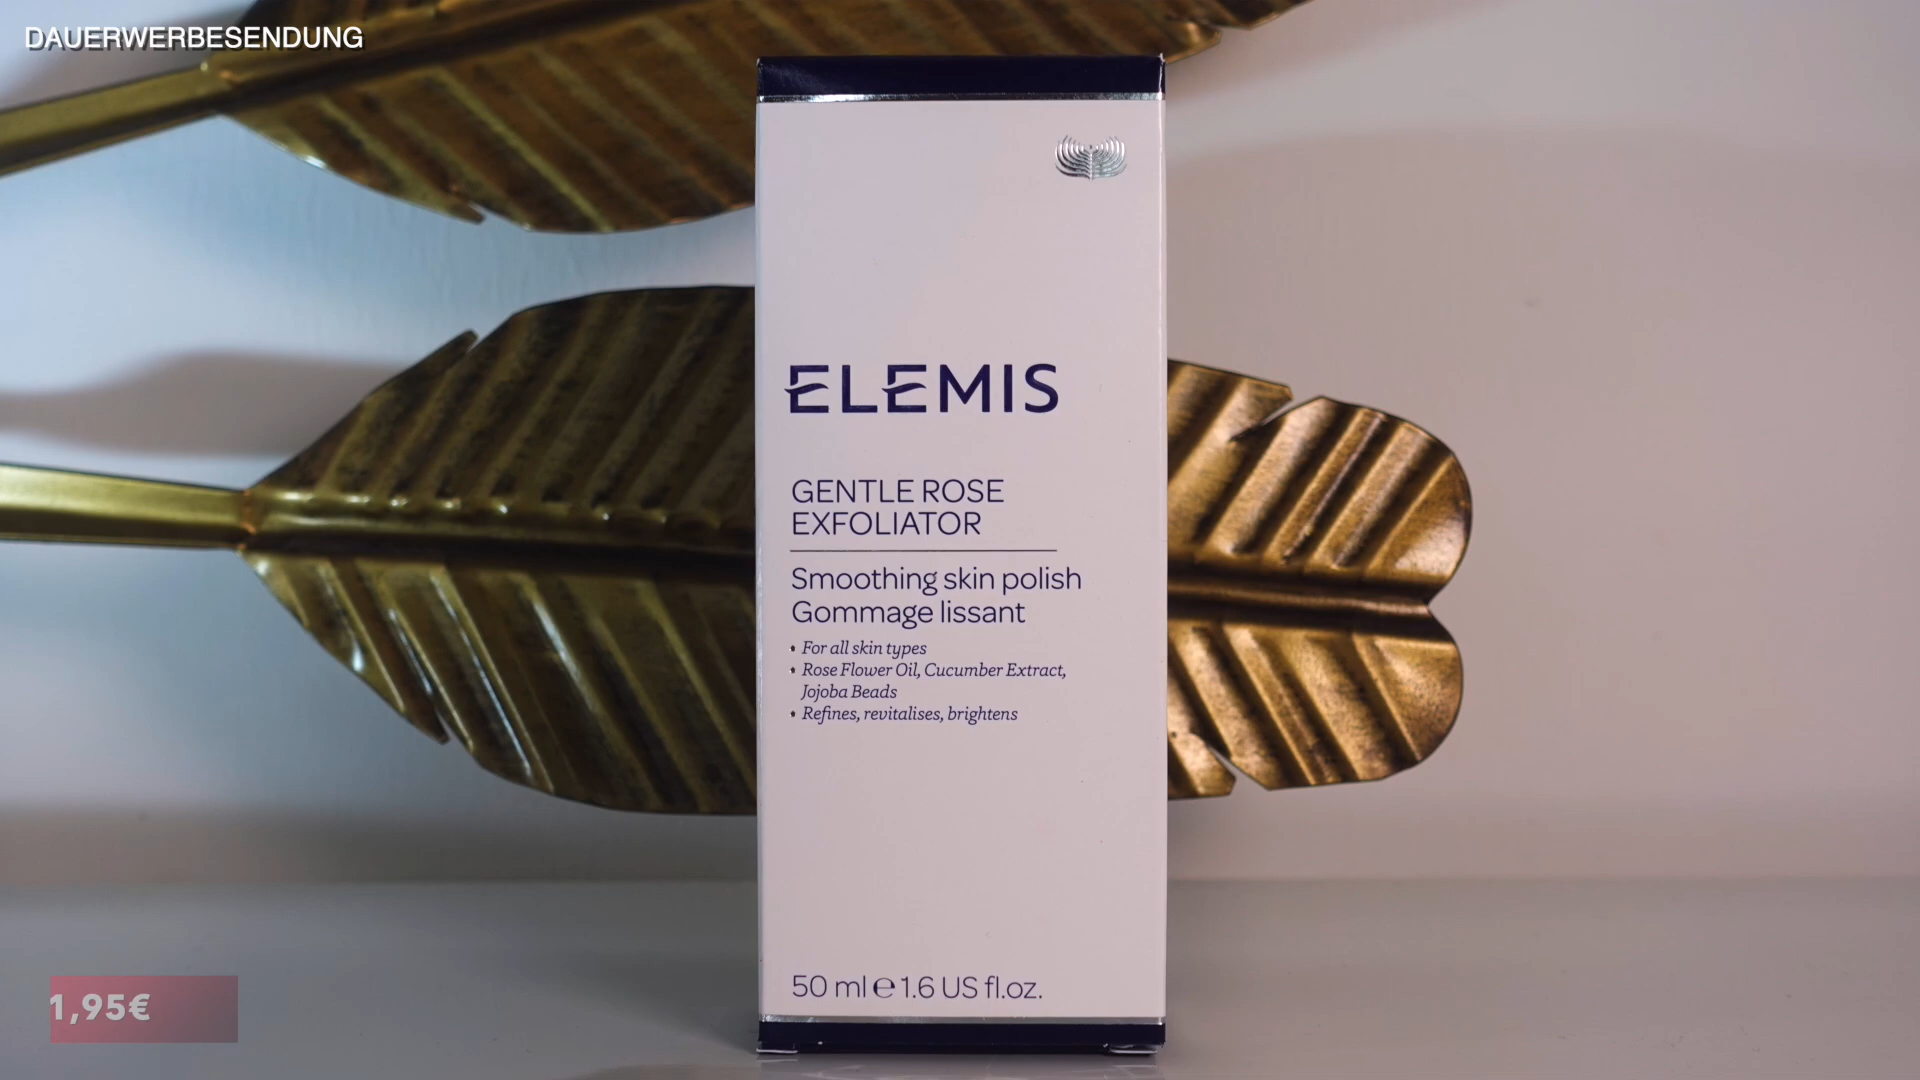 DAUERWERBESENDUNG
ELEMIS
GENTLE ROSE
EXFOLIATOR
Smoothing skin polish
Gommage lissant
• For all skin types
• Rose Flower Oil, Cucumber Extract,
Jojoba Beads
• Refines, revitalises, brightens
50 ml ℮ 1.6 US fl.oz.
1,95€